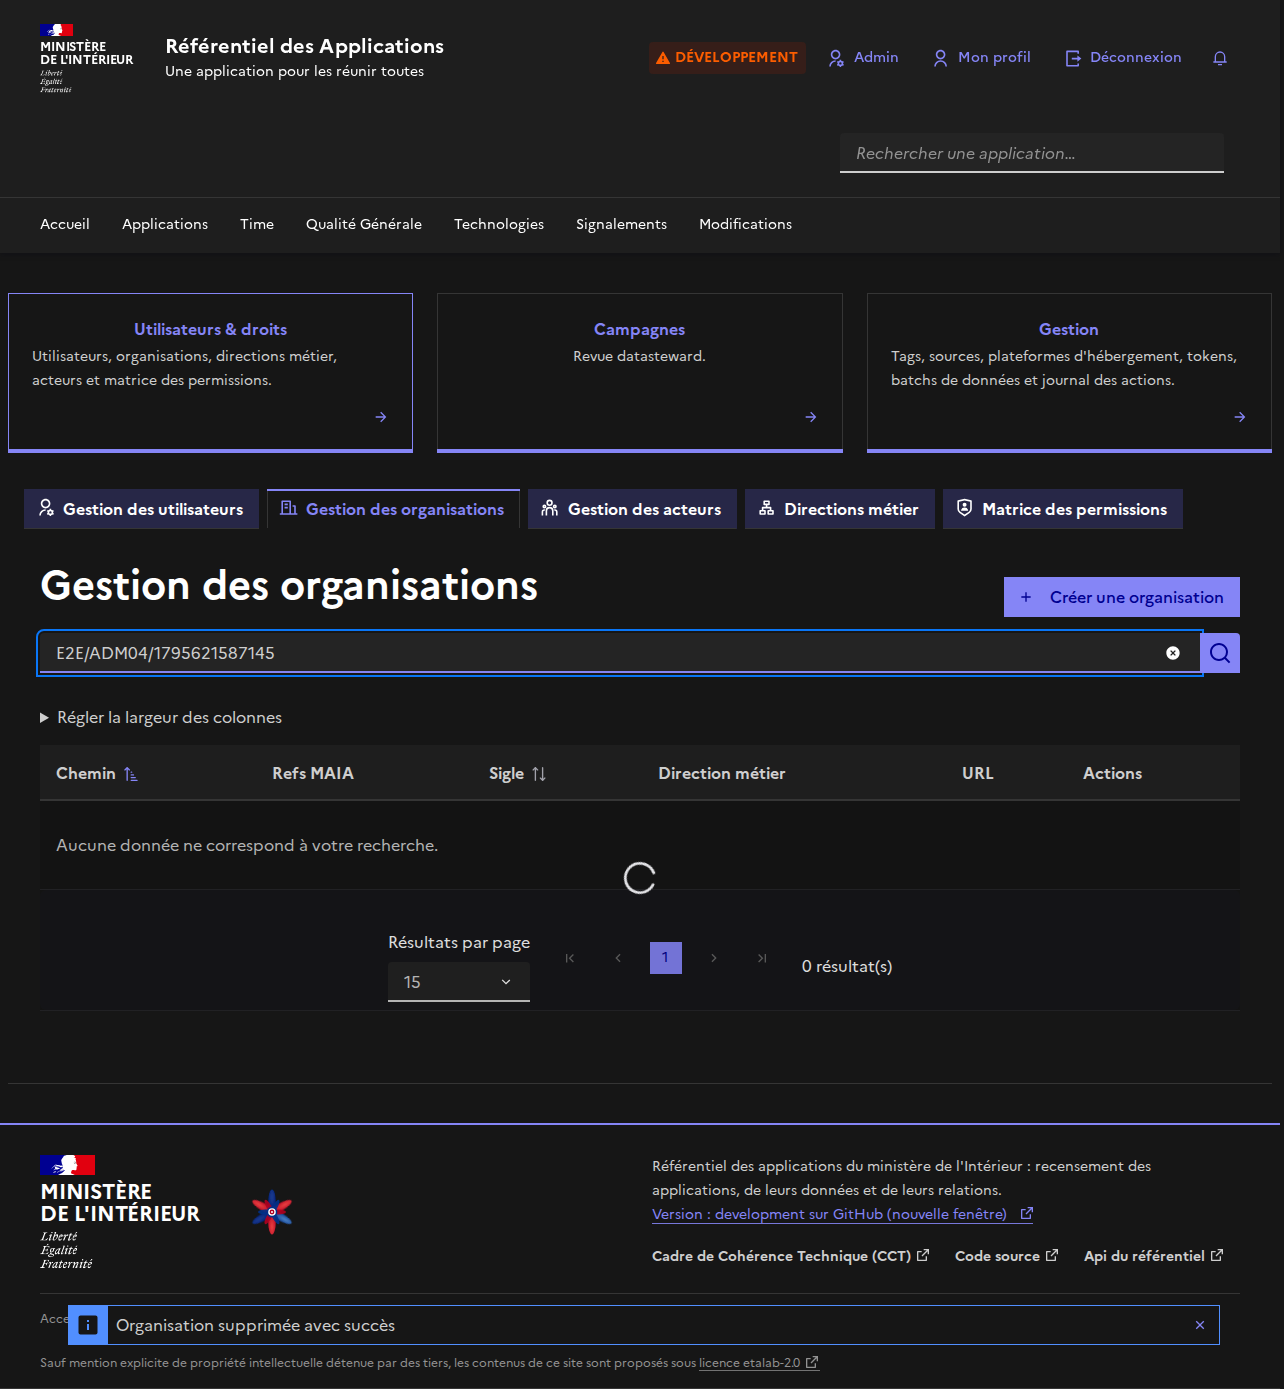 MINISTÈRE
DE L'INTÉRIEUR
Liberté
Égalité
Fraternité
Référentiel des Applications
Une application pour les réunir toutes
DÉVELOPPEMENT
Admin
Mon profil
Déconnexion
Rechercher une application…
Accueil
Applications
Time
Qualité Générale
Technologies
Signalements
Modifications
Utilisateurs & droits
Utilisateurs, organisations, directions métier,
acteurs et matrice des permissions.
Campagnes
Revue datasteward.
Gestion
Tags, sources, plateformes d'hébergement, tokens,
batchs de données et journal des actions.
Gestion des utilisateurs
Gestion des organisations
Gestion des acteurs
Directions métier
Matrice des permissions
Gestion des organisations
+ Créer une organisation
E2E/ADM04/1795621587145
Régler la largeur des colonnes
Chemin
Refs MAIA
Sigle
Direction métier
URL
Actions
Aucune donnée ne correspond à votre recherche.
Résultats par page
15
1
0 résultat(s)
MINISTÈRE
DE L'INTÉRIEUR
Liberté
Égalité
Fraternité
Référentiel des applications du ministère de l'Intérieur : recensement des
applications, de leurs données et de leurs relations.
Version : development sur GitHub (nouvelle fenêtre)
Cadre de Cohérence Technique (CCT)
Code source
Api du référentiel
Acce
Organisation supprimée avec succès
Sauf mention explicite de propriété intellectuelle détenue par des tiers, les contenus de ce site sont proposés sous licence etalab-2.0